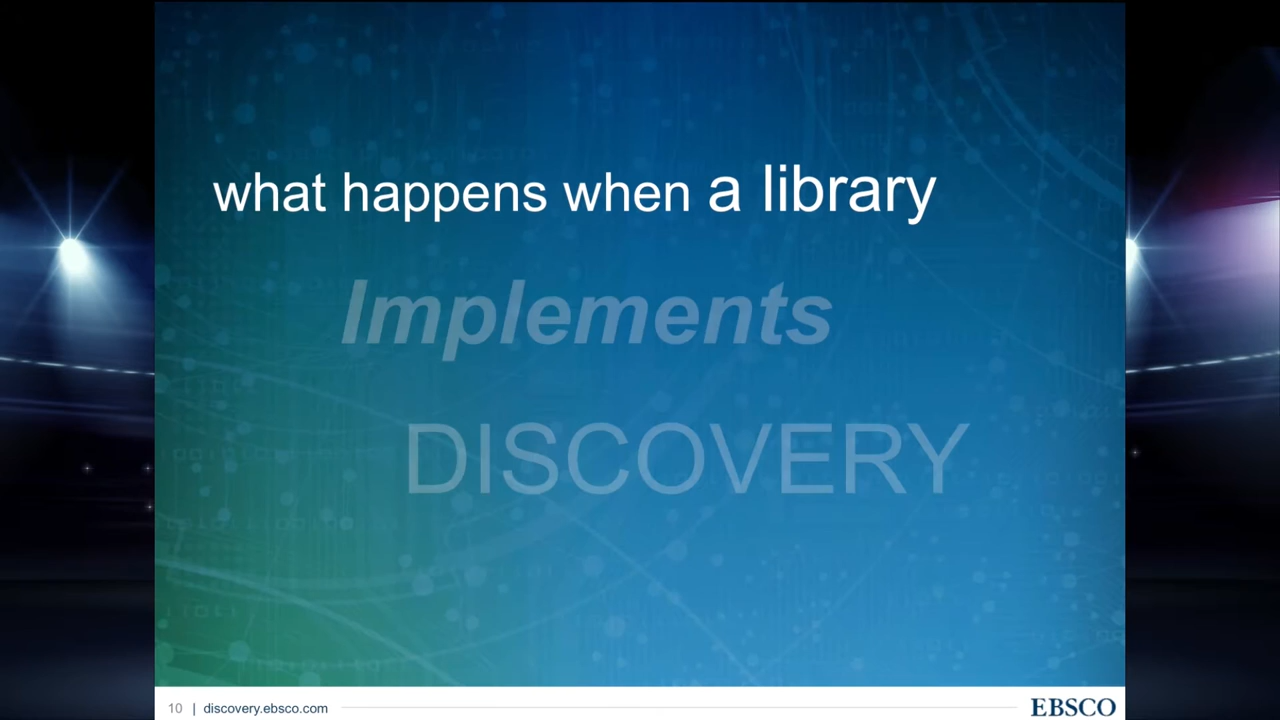 what happens when a library
Implements
DISCOVERY
10 | discovery.ebsco.com
EBSCO